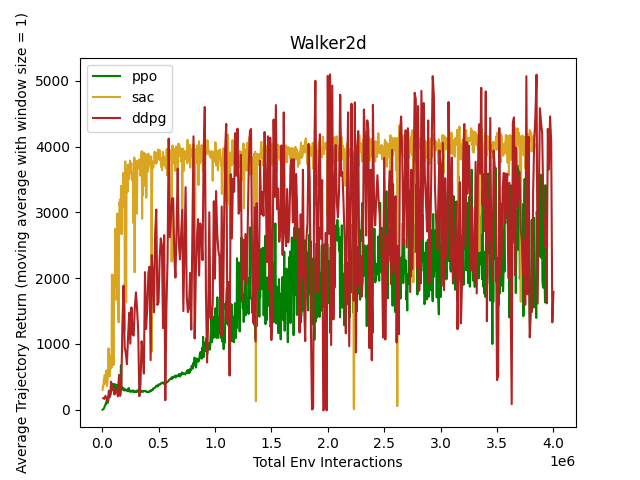 Walker2d
Average Trajectory Return (moving average with window size = 1)
5000
4000
3000
2000
1000
0
ppo
sac
ddpg
0.0 0.5 1.0 1.5 2.0 2.5 3.0 3.5 4.0
1e6
Total Env Interactions